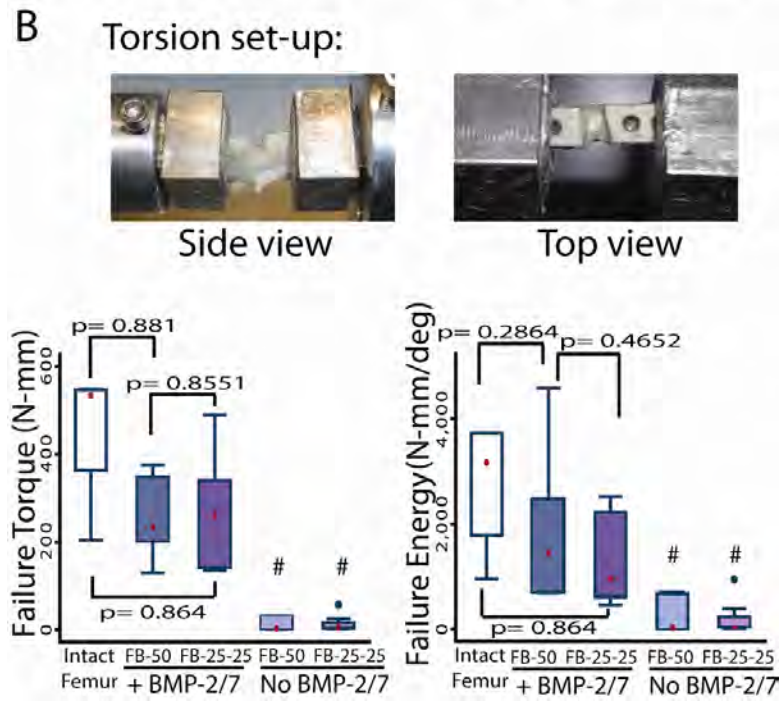 B
Torsion set-up:
Side view
Top view
Failure Torque (N-mm)
600
400
200
0
p= 0.881
p= 0.8551
p= 0.864
#
#
Intact
Femur
FB-50
FB-25-25
+ BMP-2/7
FB-50
FB-25-25
No BMP-2/7
Failure Energy(N-mm/deg)
4,000
2,000
0
p= 0.2864
p= 0.4652
p= 0.864
#
#
Intact
Femur
FB-50
FB-25-25
+ BMP-2/7
FB-50
FB-25-25
No BMP-2/7